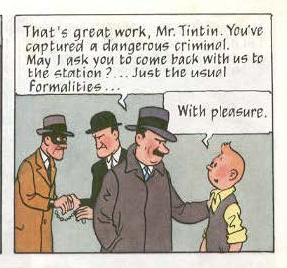 That's great work, Mr. Tintin. You've
captured a dangerous criminal.
May I ask you to come back with us to
the station?... Just the usual
formalities...
With pleasure.